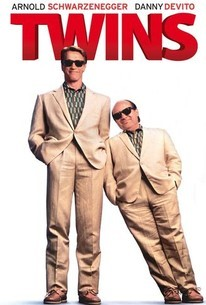 ARNOLD SCHWARZENEGGER DANNY DEVITO
TWINS